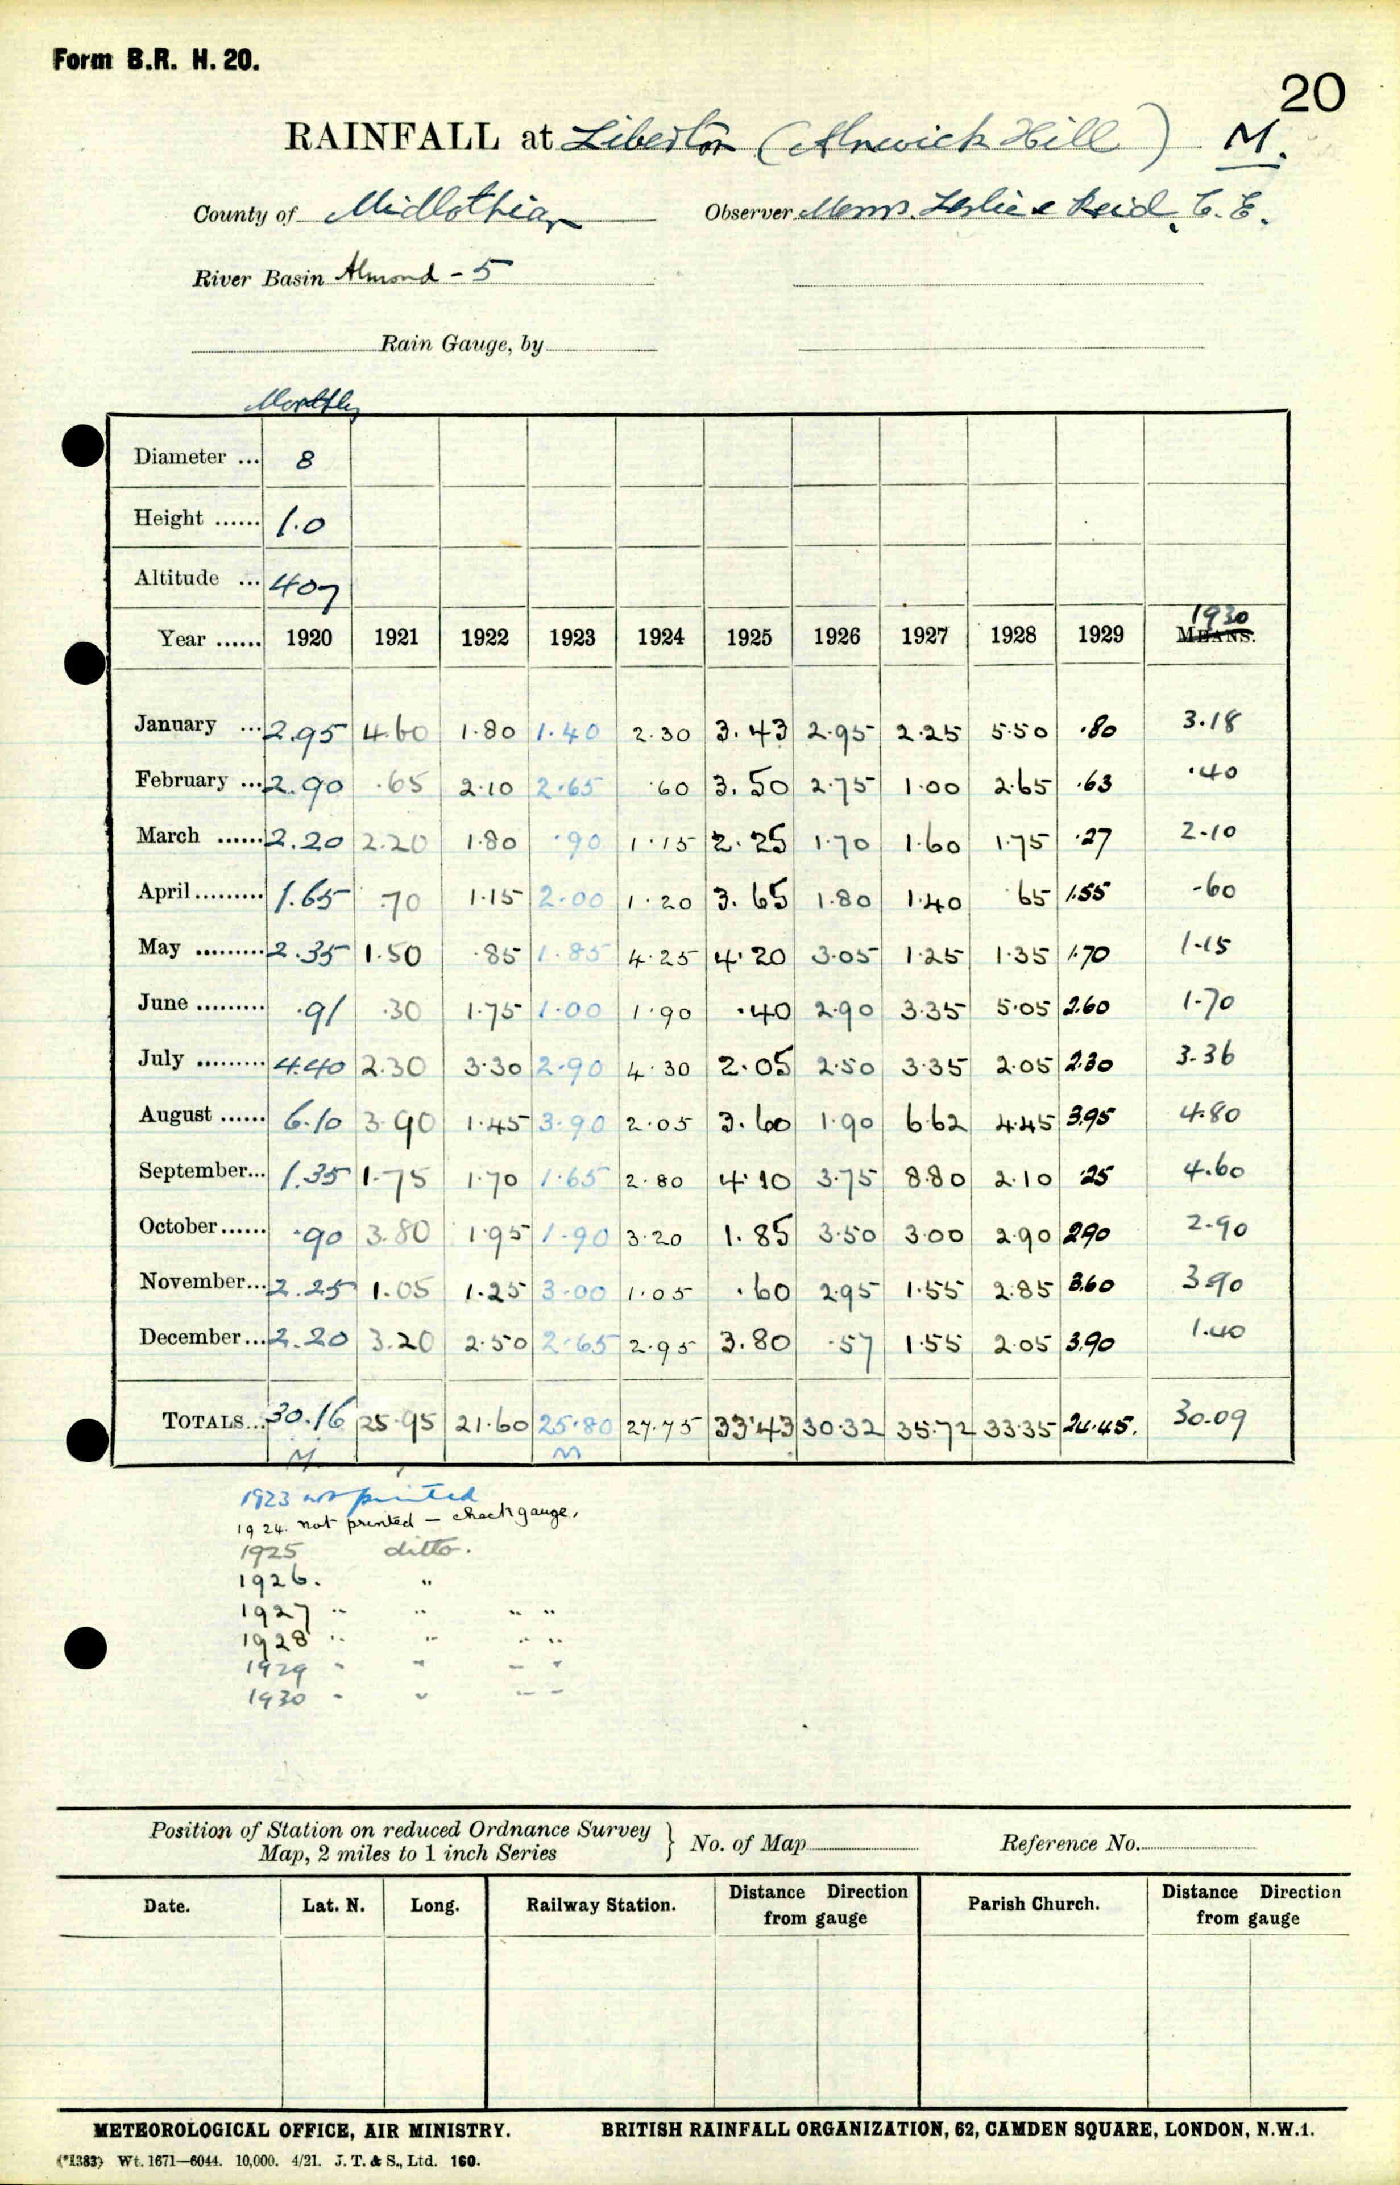 Form B.R. H. 20.
20
RAINFALL at Liberton (Alnwick Hill) M.
County of Midlothian Observer Messrs. Leslie & Reid, C.E.
River Basin Almond - 5
Rain Gauge, by
Monthly
Diameter ... 8
Height ...... 1.0
Altitude ... 407
1930
Year ...... 1920 1921 1922 1923 1924 1925 1926 1927 1928 1929 MEANS.
January ... 2.95 4.60 1.80 1.40 2.30 3.43 2.95 2.25 5.50 .80 3.18
February ... 2.90 .65 2.10 2.65 .60 3.50 2.75 1.00 2.65 .63 .40
March ...... 2.20 2.20 1.80 .90 1.15 2.25 1.70 1.60 1.75 .27 2.10
April ......... 1.65 .70 1.15 2.00 1.20 3.65 1.80 1.40 65 1.55 .60
May ......... 2.35 1.50 .85 1.85 4.25 4.20 3.05 1.25 1.35 1.70 1.15
June ......... .91 .30 1.75 1.00 1.90 .40 2.90 3.35 5.05 2.60 1.70
July ......... 4.40 2.30 3.30 2.90 4.30 2.05 2.50 3.35 2.05 2.30 3.36
August ...... 6.10 3.90 1.45 3.90 2.05 3.60 1.90 6.62 4.45 3.95 4.80
September... 1.35 1.75 1.70 1.65 2.80 4.10 3.75 8.80 2.10 .25 4.60
October...... .90 3.80 1.95 1.90 3.20 1.85 3.50 3.00 2.90 2.90 2.90
November... 2.25 1.05 1.25 3.00 1.05 .60 2.95 1.55 2.85 3.60 3.90
December... 2.20 3.20 2.50 2.65 2.95 3.80 .57 1.55 2.05 3.90 1.40
TOTALS... 30.16 25.95 21.60 25.80 27.75 33.43 30.32 35.72 33.35 24.45. 30.09
M. M
1923 not printed
1924. not printed — check gauge.
1925 ditto.
1926. "
1927 " " " "
1928 " " " "
1929 " " " "
1930 " " " "
Position of Station on reduced Ordnance Survey
Map, 2 miles to 1 inch Series } No. of Map Reference No.
Date. Lat. N. Long. Railway Station. Distance Direction from gauge Parish Church. Distance Direction from gauge
METEOROLOGICAL OFFICE, AIR MINISTRY. BRITISH RAINFALL ORGANIZATION, 62, CAMDEN SQUARE, LONDON, N.W.1.
(*1383) Wt. 1671—6044. 10,000. 4/21. J. T. & S., Ltd. 160.